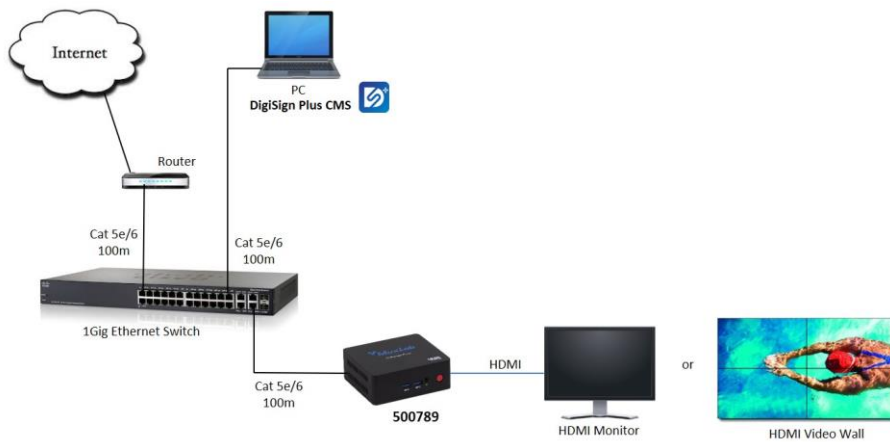 Internet
PC
DigiSign Plus CMS
Router
Cat 5e/6
100m
Cat 5e/6
100m
1Gig Ethernet Switch
Cat 5e/6
100m
500789
HDMI
HDMI Monitor
or
HDMI Video Wall